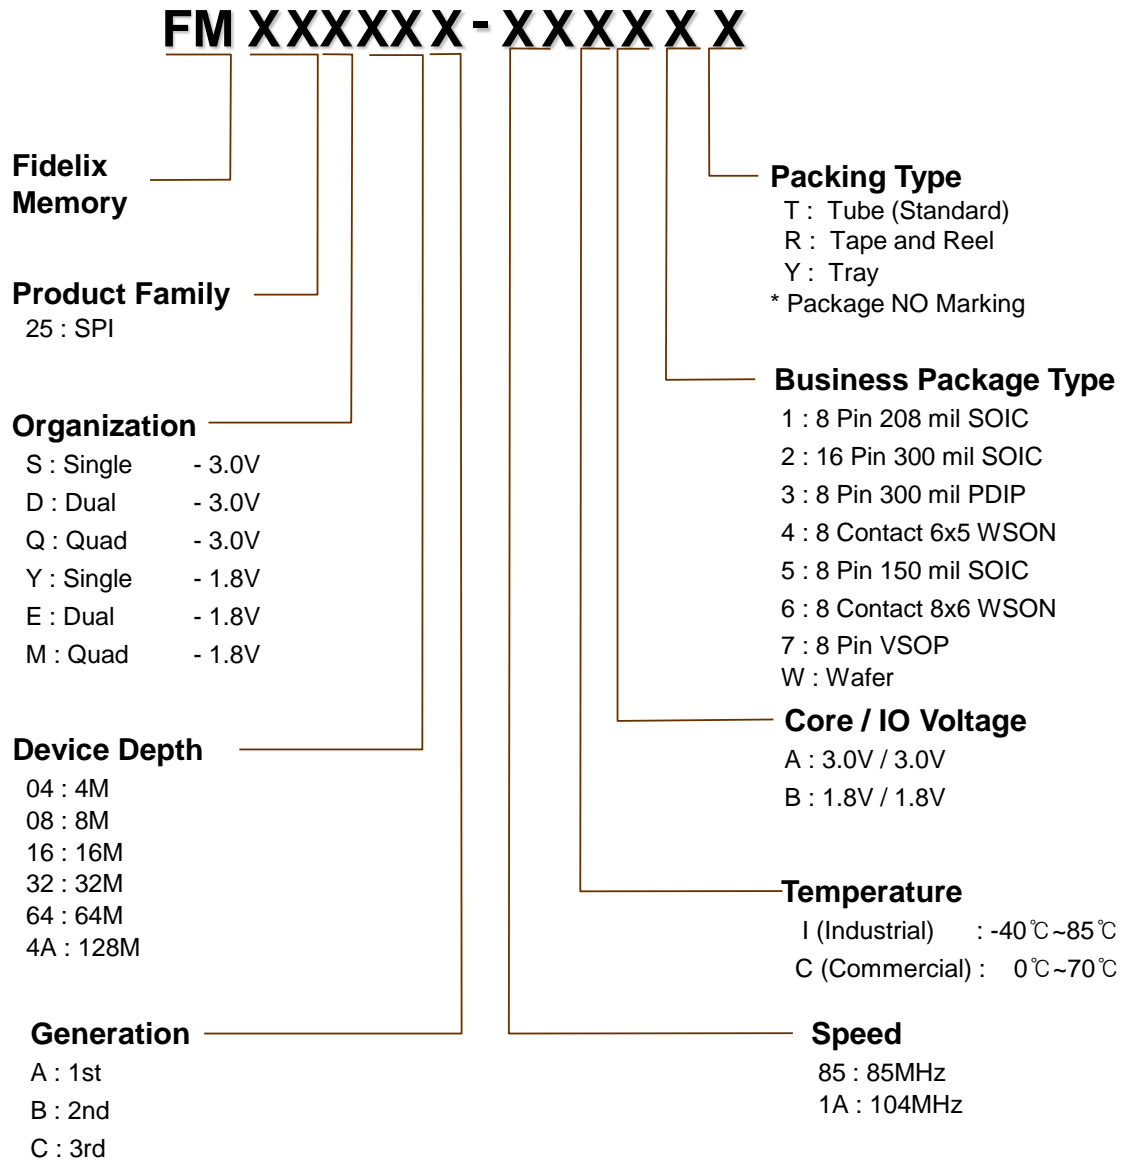 FM XXXXXX-XXXXXX
Fidelix
Memory
Product Family
25 : SPI
Organization
S : Single - 3.0V
D : Dual - 3.0V
Q : Quad - 3.0V
Y : Single - 1.8V
E : Dual - 1.8V
M : Quad - 1.8V
Device Depth
04 : 4M
08 : 8M
16 : 16M
32 : 32M
64 : 64M
4A : 128M
Generation
A : 1st
B : 2nd
C : 3rd
Packing Type
T : Tube (Standard)
R : Tape and Reel
Y : Tray
* Package NO Marking
Business Package Type
1 : 8 Pin 208 mil SOIC
2 : 16 Pin 300 mil SOIC
3 : 8 Pin 300 mil PDIP
4 : 8 Contact 6x5 WSON
5 : 8 Pin 150 mil SOIC
6 : 8 Contact 8x6 WSON
7 : 8 Pin VSOP
W : Wafer
Core / IO Voltage
A : 3.0V / 3.0V
B : 1.8V / 1.8V
Temperature
I (Industrial) : -40℃~85℃
C (Commercial) : 0℃~70℃
Speed
85 : 85MHz
1A : 104MHz